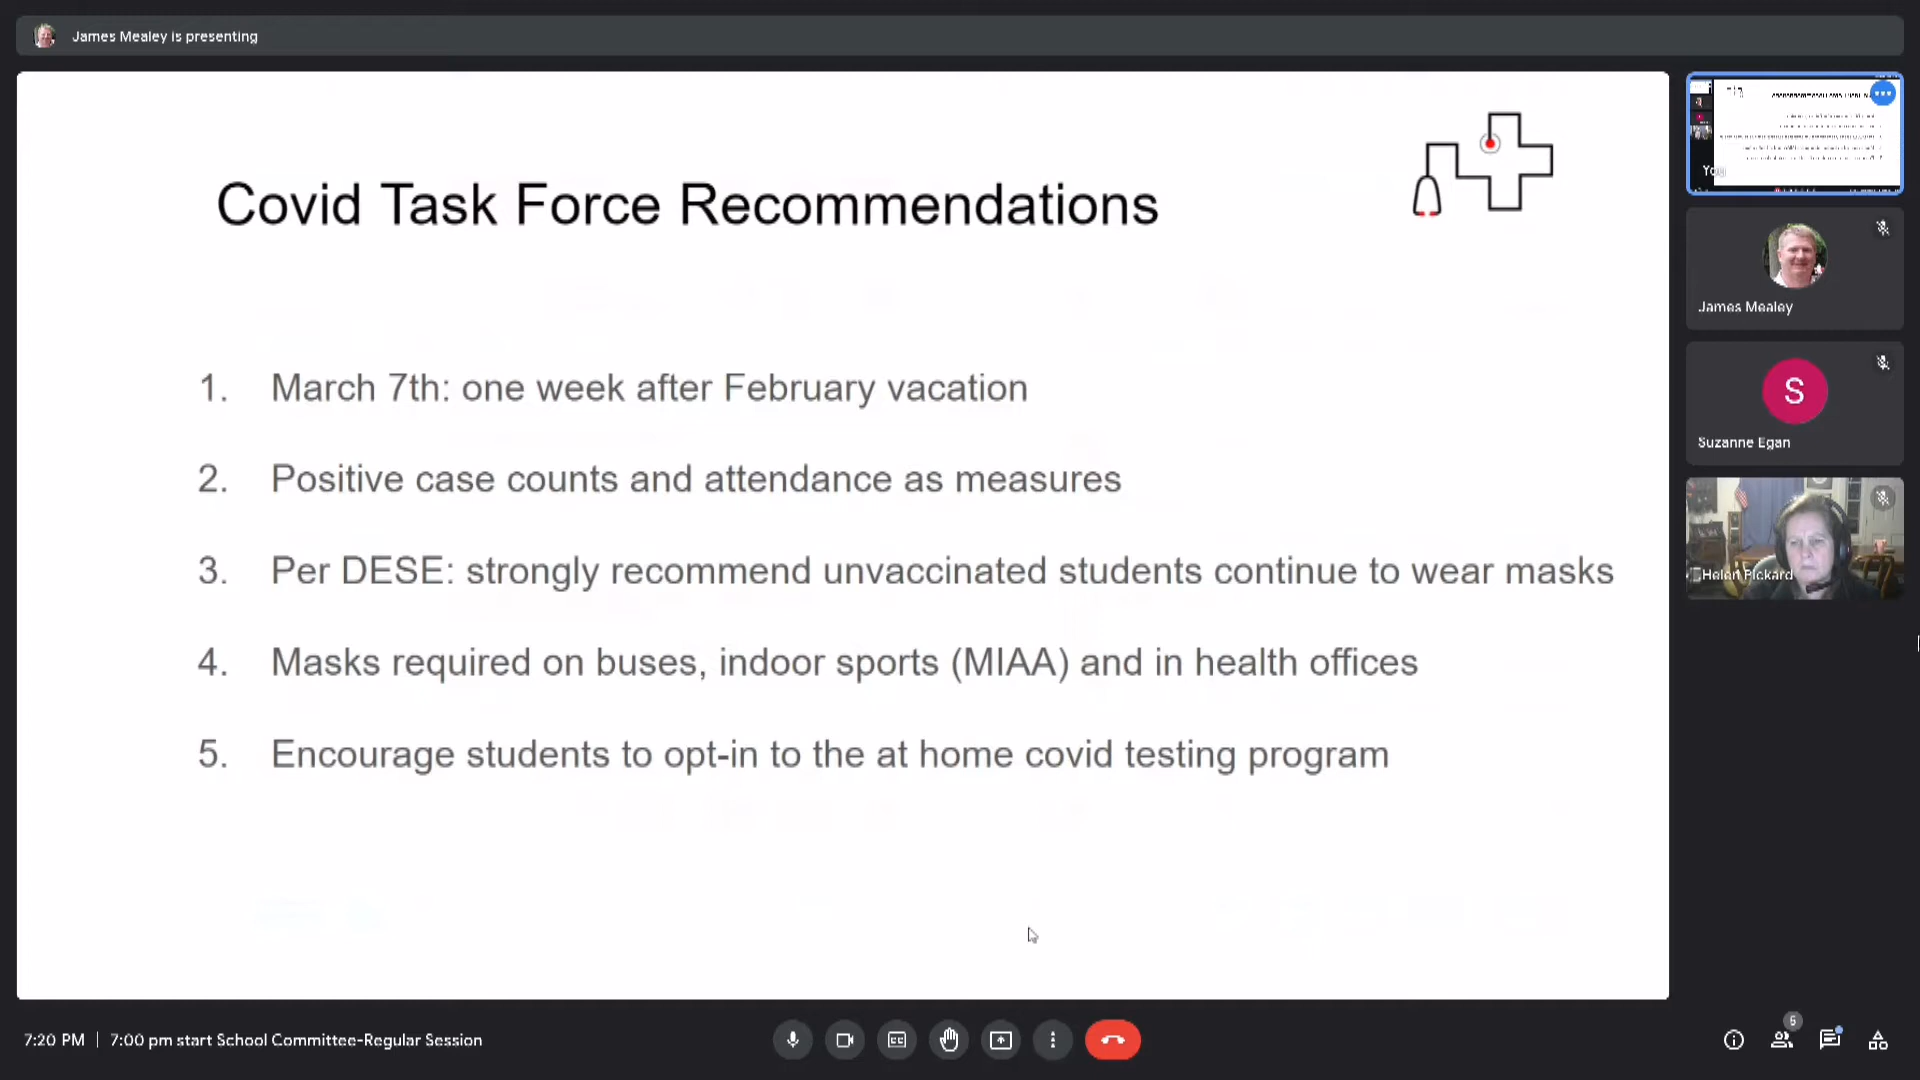 James Mealey is presenting
Covid Task Force Recommendations
1. March 7th: one week after February vacation
2. Positive case counts and attendance as measures
3. Per DESE: strongly recommend unvaccinated students continue to wear masks
4. Masks required on buses, indoor sports (MIAA) and in health offices
5. Encourage students to opt-in to the at home covid testing program
You
James Mealey
S
Suzanne Egan
Helen Pickard
7:20 PM | 7:00 pm start School Committee-Regular Session